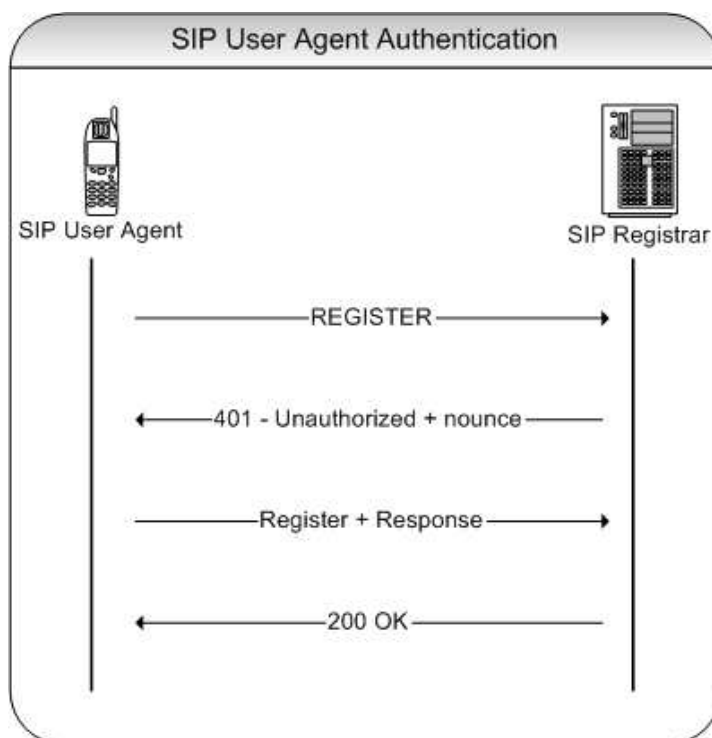 SIP User Agent Authentication
SIP User Agent
SIP Registrar
REGISTER
401 - Unauthorized + nounce
Register + Response
200 OK